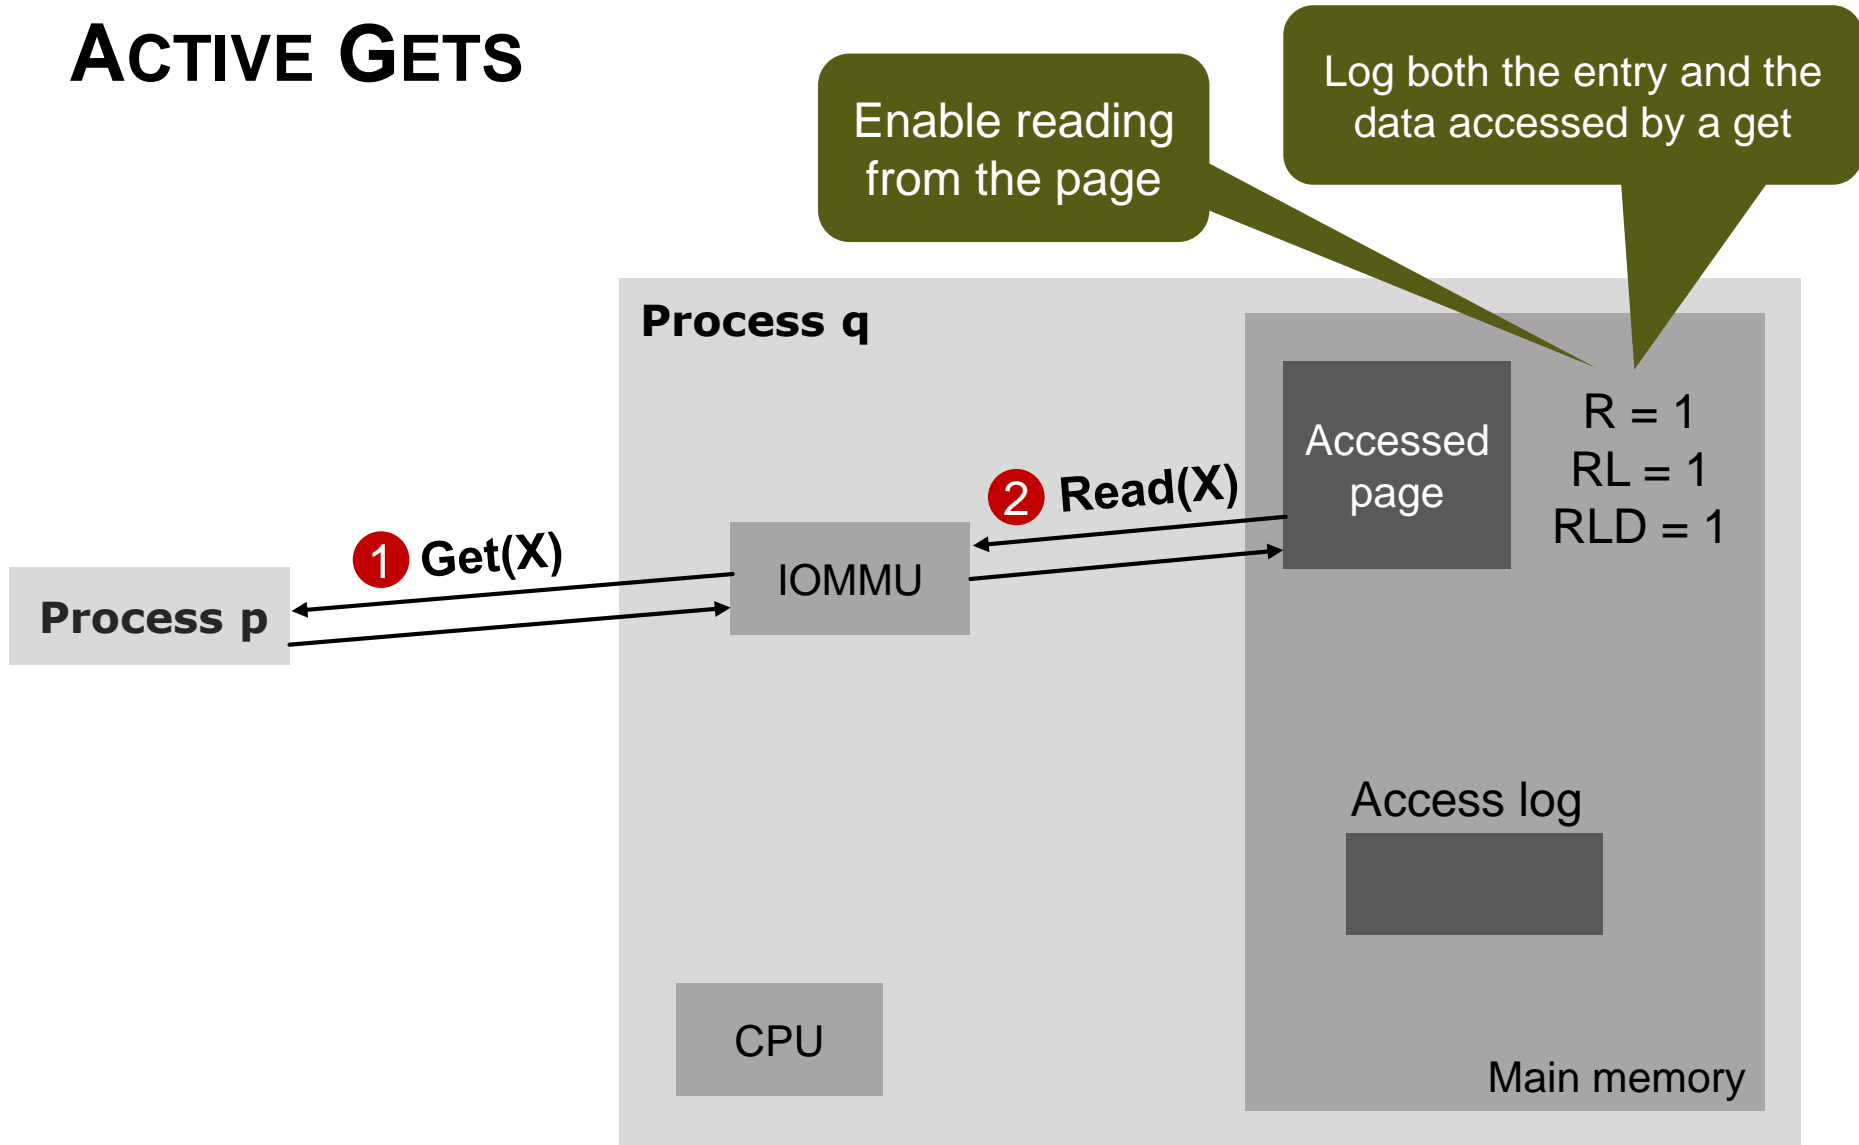 ACTIVE GETS
Enable reading
from the page
Log both the entry and the
data accessed by a get
Process q
Accessed
page
R = 1
RL = 1
RLD = 1
2 Read(X)
1 Get(X)
IOMMU
Process p
Access log
CPU
Main memory